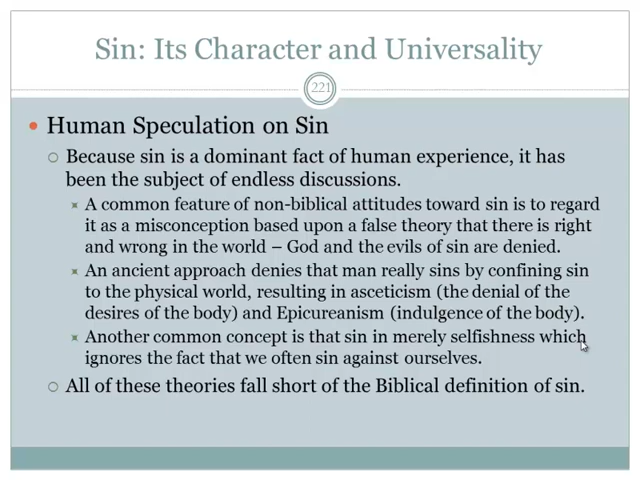 Sin: Its Character and Universality
221
Human Speculation on Sin
Because sin is a dominant fact of human experience, it has
been the subject of endless discussions.
A common feature of non-biblical attitudes toward sin is to regard
it as a misconception based upon a false theory that there is right
and wrong in the world – God and the evils of sin are denied.
An ancient approach denies that man really sins by confining sin
to the physical world, resulting in asceticism (the denial of the
desires of the body) and Epicureanism (indulgence of the body).
Another common concept is that sin in merely selfishness which
ignores the fact that we often sin against ourselves.
All of these theories fall short of the Biblical definition of sin.